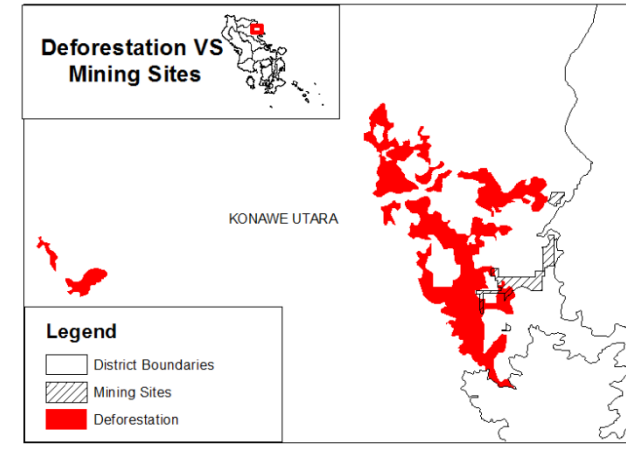 Deforestation VS
Mining Sites
KONAWE UTARA
Legend
District Boundaries
Mining Sites
Deforestation